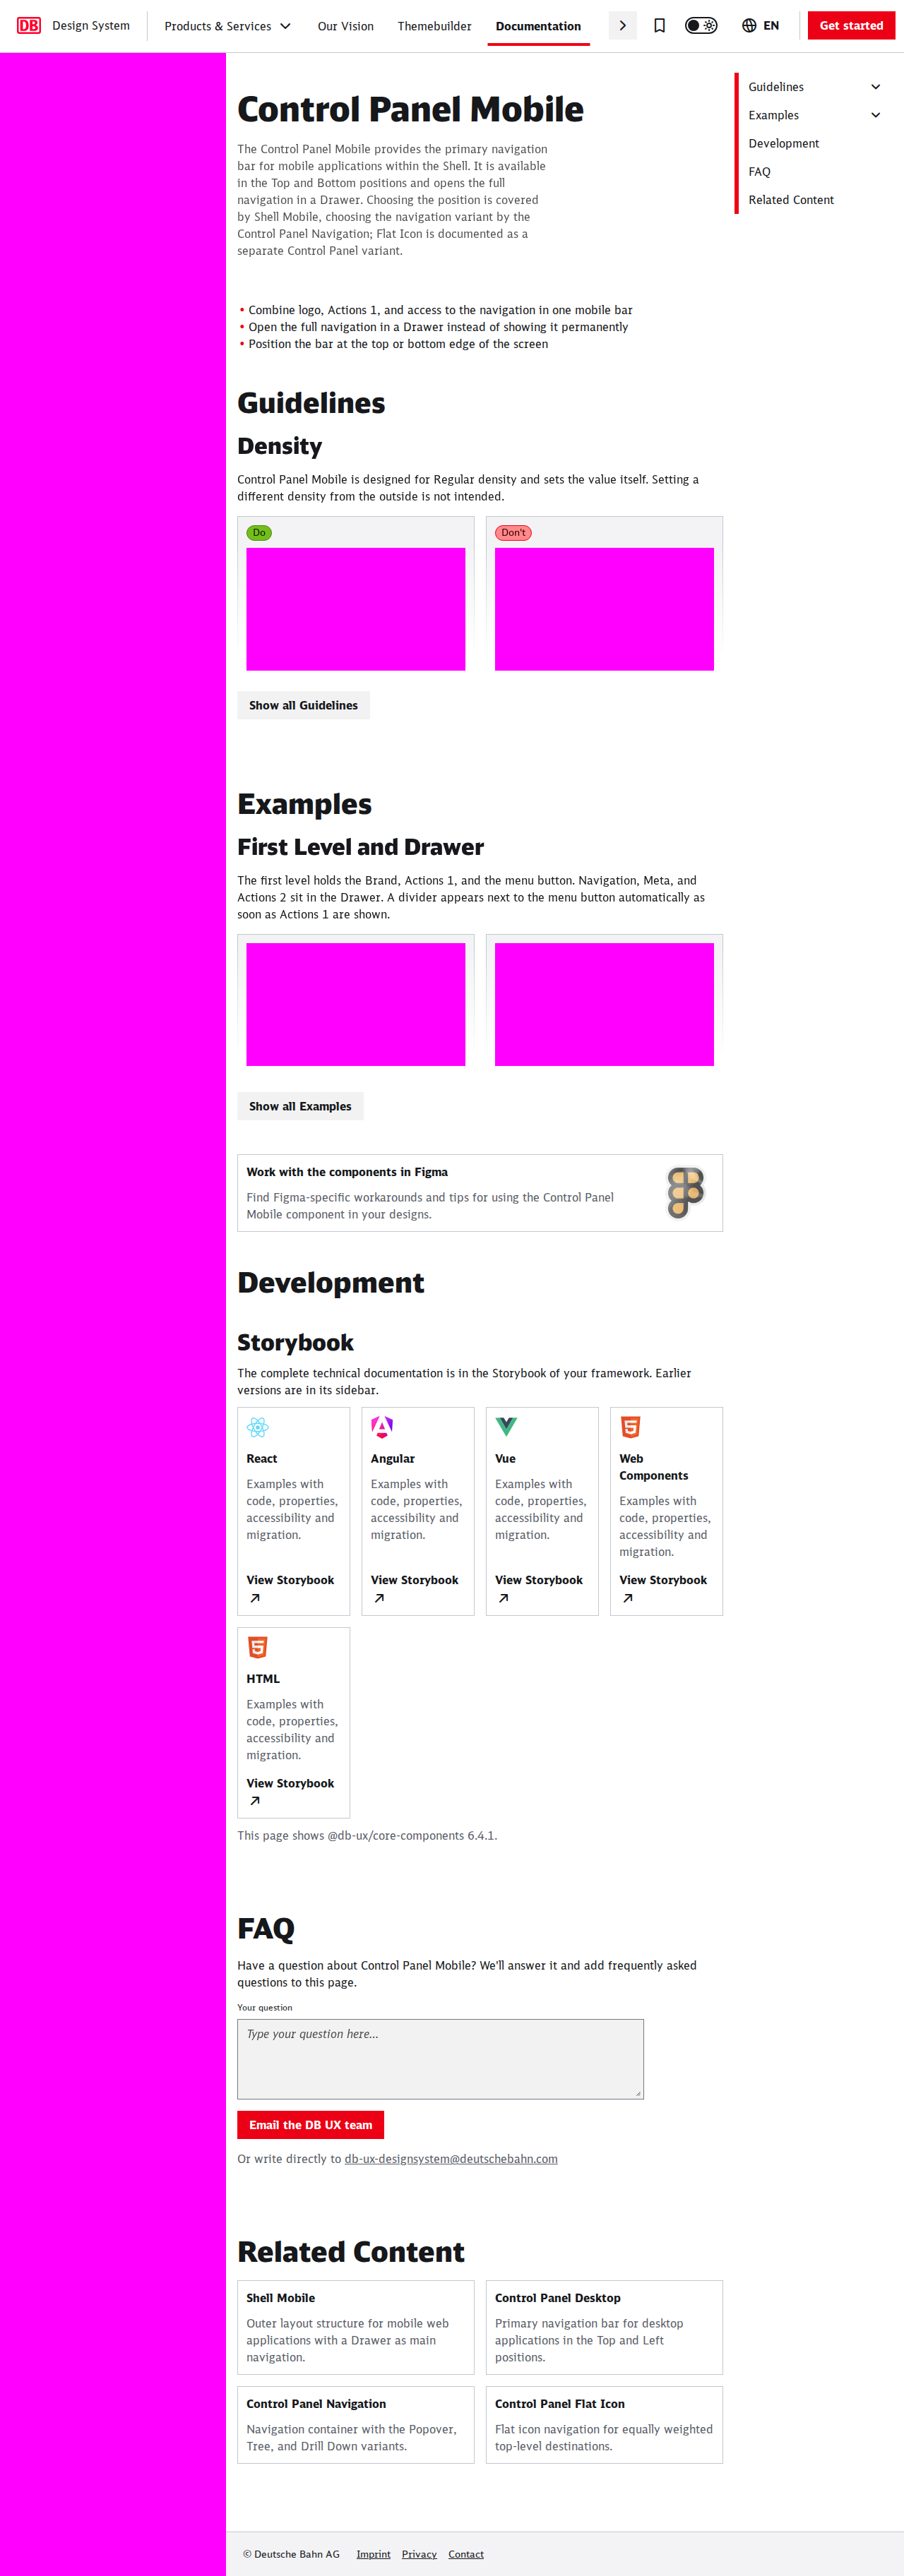 DB Design System Products & Services Our Vision Themebuilder Documentation EN Get started
Guidelines
Examples
Development
FAQ
Related Content
Control Panel Mobile
The Control Panel Mobile provides the primary navigation
bar for mobile applications within the Shell. It is available
in the Top and Bottom positions and opens the full
navigation in a Drawer. Choosing the position is covered
by Shell Mobile, choosing the navigation variant by the
Control Panel Navigation; Flat Icon is documented as a
separate Control Panel variant.
• Combine logo, Actions 1, and access to the navigation in one mobile bar
• Open the full navigation in a Drawer instead of showing it permanently
• Position the bar at the top or bottom edge of the screen
Guidelines
Density
Control Panel Mobile is designed for Regular density and sets the value itself. Setting a
different density from the outside is not intended.
Do
Don't
Show all Guidelines
Examples
First Level and Drawer
The first level holds the Brand, Actions 1, and the menu button. Navigation, Meta, and
Actions 2 sit in the Drawer. A divider appears next to the menu button automatically as
soon as Actions 1 are shown.
Show all Examples
Work with the components in Figma
Find Figma-specific workarounds and tips for using the Control Panel
Mobile component in your designs.
Development
Storybook
The complete technical documentation is in the Storybook of your framework. Earlier
versions are in its sidebar.
React
Examples with
code, properties,
accessibility and
migration.
View Storybook
Angular
Examples with
code, properties,
accessibility and
migration.
View Storybook
Vue
Examples with
code, properties,
accessibility and
migration.
View Storybook
Web
Components
Examples with
code, properties,
accessibility and
migration.
View Storybook
HTML
Examples with
code, properties,
accessibility and
migration.
View Storybook
This page shows @db-ux/core-components 6.4.1.
FAQ
Have a question about Control Panel Mobile? We'll answer it and add frequently asked
questions to this page.
Your question
Type your question here...
Email the DB UX team
Or write directly to db-ux-designsystem@deutschebahn.com
Related Content
Shell Mobile
Outer layout structure for mobile web
applications with a Drawer as main
navigation.
Control Panel Desktop
Primary navigation bar for desktop
applications in the Top and Left
positions.
Control Panel Navigation
Navigation container with the Popover,
Tree, and Drill Down variants.
Control Panel Flat Icon
Flat icon navigation for equally weighted
top-level destinations.
© Deutsche Bahn AG Imprint Privacy Contact